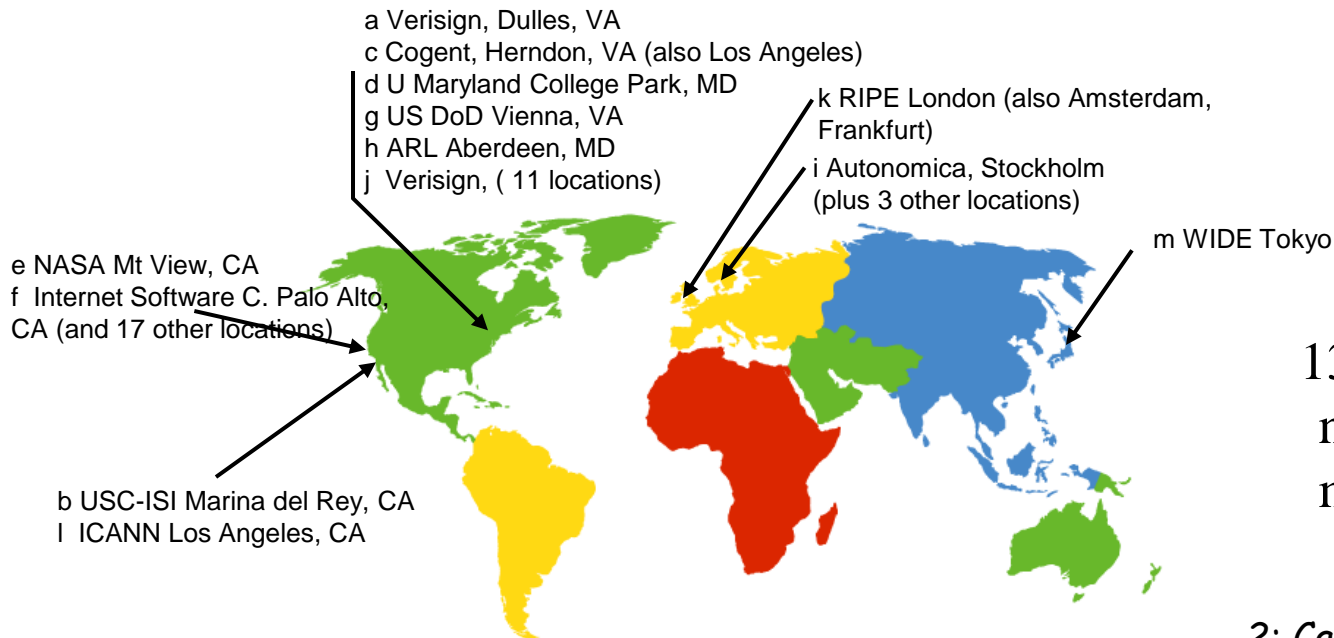 a Verisign, Dulles, VA
c Cogent, Herndon, VA (also Los Angeles)
d U Maryland College Park, MD
g US DoD Vienna, VA
h ARL Aberdeen, MD
j Verisign, ( 11 locations)
k RIPE London (also Amsterdam,
Frankfurt)
i Autonomica, Stockholm
(plus 3 other locations)
m WIDE Tokyo
e NASA Mt View, CA
f Internet Software C. Palo Alto,
CA (and 17 other locations)
b USC-ISI Marina del Rey, CA
l ICANN Los Angeles, CA
13